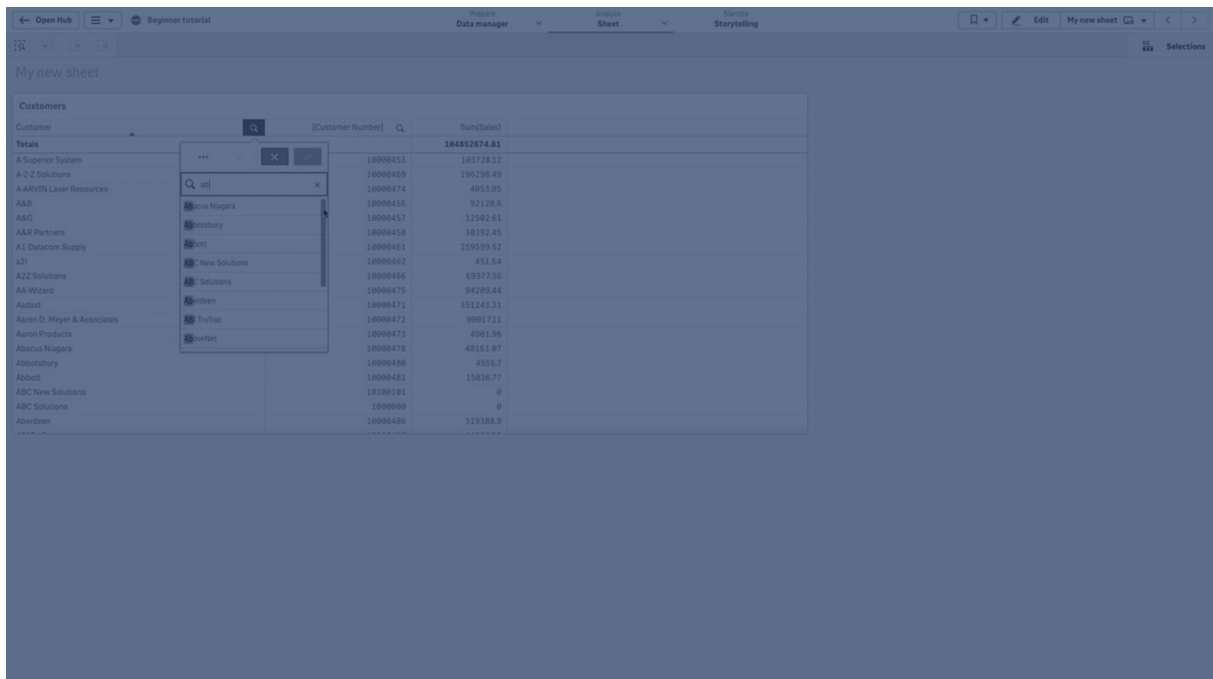 Open Hub Beginner tutorial Prepare Data manager Analyze Sheet Narrate Storytelling Edit My new sheet
Selections
My new sheet
Customers
Customer [Customer Number] Sum(Sales)
Totals 104852674.81
A Superior System 10000453 103728.12
A-2-Z Solutions 10000469 196298.49
A-ARVIN Laser Resources 10000474 4053.05
A&B 10000456 92120.6
A&G 10000457 12502.61
A&R Partners 10000458 30392.45
A1 Datacom Supply 10000461 259599.52
a2i 10000462 451.64
A2Z Solutions 10000466 69977.36
AA-Wizard 10000475 94209.44
Aadast 10000471 351243.31
Aaron D. Meyer & Associates 10000472 90017.11
Aaron Products 10000473 4901.96
Abacus Niagara 10000478 48161.07
Abbotsbury 10000480 4556.7
Abbott 10000481 15036.77
ABC New Solutions 10100101 0
ABC Solutions 1000000 0
Aberdeen 10000486 319388.9
ab
Abacus Niagara
Abbotsbury
Abbott
ABC New Solutions
ABC Solutions
Aberdeen
ABI TruTrac
AboveNet